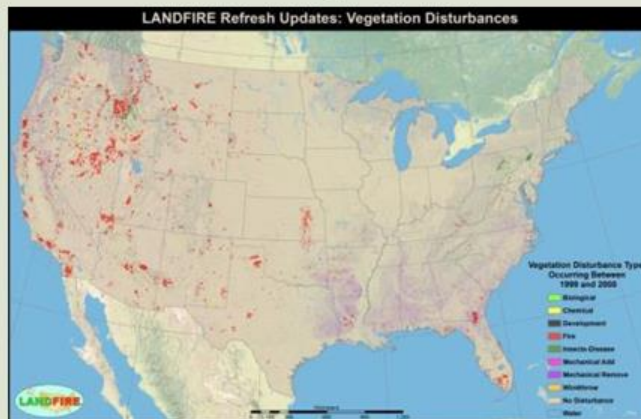 LANDFIRE Refresh Updates: Vegetation Disturbances
Vegetation Disturbance Type
Occurring Between
1999 and 2008
Biological
Chemical
Development
Fire
Insects-Disease
Mechanical Add
Mechanical Remove
Windthrow
No Disturbance
Water
LANDFIRE